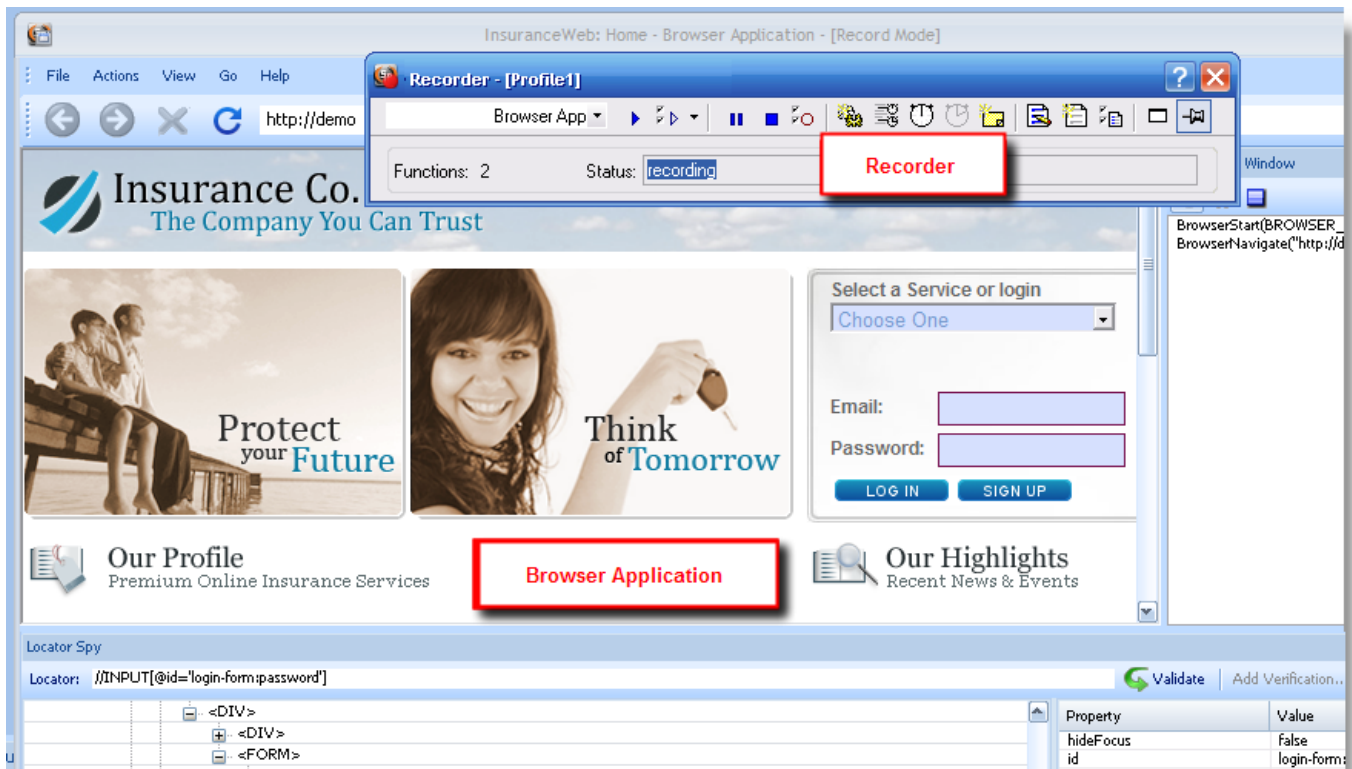 InsuranceWeb: Home - Browser Application - [Record Mode]
File Actions View Go Help
http://demo
Recorder - [Profile1]
Browser App
Functions: 2 Status: recording
Recorder
Window
BrowserStart(BROWSER_
BrowserNavigate("http://d
Insurance Co.
The Company You Can Trust
Protect
your Future
Think
of Tomorrow
Select a Service or login
Choose One
Email:
Password:
LOG IN SIGN UP
Our Profile
Premium Online Insurance Services
Browser Application
Our Highlights
Recent News & Events
Locator Spy
Locator: //INPUT[@id='login-form:password']
Validate Add Verification...
<DIV>
<DIV>
<FORM>
Property Value
hideFocus false
id login-form: